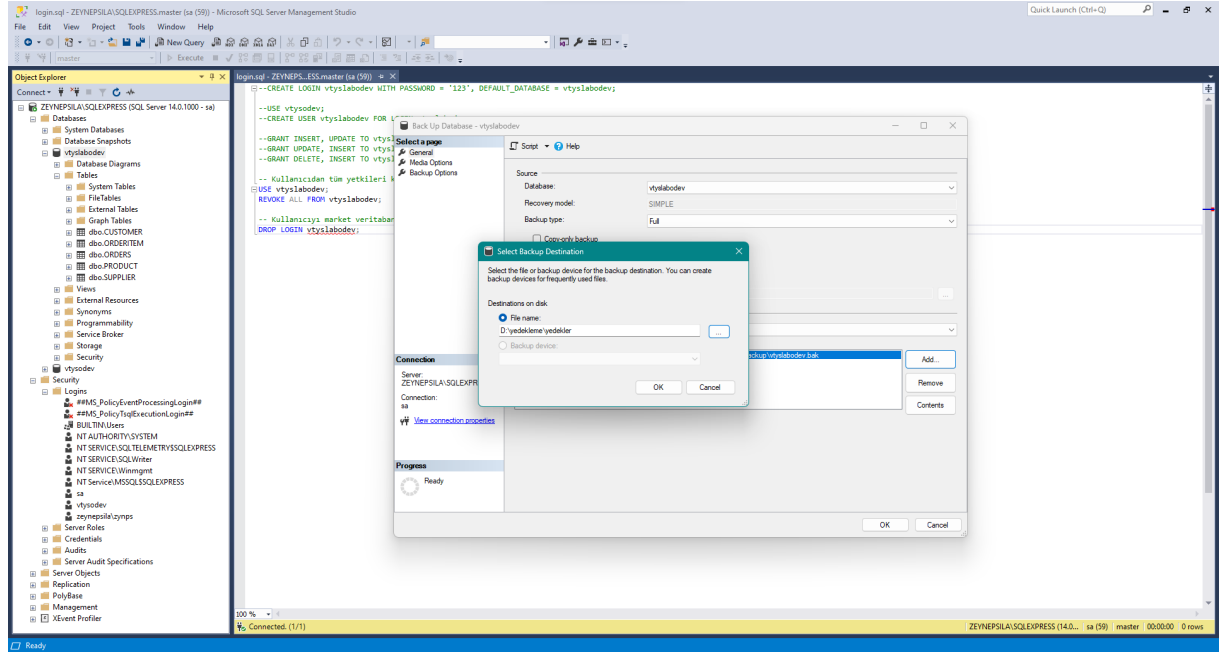 login.sql - ZEYNEPSILA\SQLEXPRESS.master (sa (59)) - Microsoft SQL Server Management Studio
Quick Launch (Ctrl+Q)
File Edit View Project Tools Window Help
New Query
master
Execute
Object Explorer
Connect
ZEYNEPSILA\SQLEXPRESS (SQL Server 14.0.1000 - sa)
Databases
System Databases
Database Snapshots
vtyslabodev
Database Diagrams
Tables
System Tables
FileTables
External Tables
Graph Tables
dbo.CUSTOMER
dbo.ORDERITEM
dbo.ORDERS
dbo.PRODUCT
dbo.SUPPLIER
Views
External Resources
Synonyms
Programmability
Service Broker
Storage
Security
vtysodev
Security
Logins
##MS_PolicyEventProcessingLogin##
##MS_PolicyTsqlExecutionLogin##
BUILTIN\Users
NT AUTHORITY\SYSTEM
NT SERVICE\SQLTELEMETRY$SQLEXPRESS
NT SERVICE\SQLWriter
NT SERVICE\Winmgmt
NT Service\MSSQL$SQLEXPRESS
sa
vtysodev
zeynepsila\zynps
Server Roles
Credentials
Audits
Server Audit Specifications
Server Objects
Replication
PolyBase
Management
XEvent Profiler
login.sql - ZEYNEPS...ESS.master (sa (59))
--CREATE LOGIN vtyslabodev WITH PASSWORD = '123', DEFAULT_DATABASE = vtyslabodev;
--USE vtysodev;
--CREATE USER vtyslabodev FOR
--GRANT INSERT, UPDATE TO
--GRANT UPDATE, INSERT TO
--GRANT DELETE, INSERT TO
-- Kullanıcıdan tüm yetkileri
USE vtyslabodev;
REVOKE ALL FROM vtyslabodev;
-- Kullanıcıyı market
DROP LOGIN vtyslabodev;
Back Up Database - vtyslabodev
Select a page
General
Media Options
Backup Options
Script Help
Source
Database: vtyslabodev
Recovery model: SIMPLE
Backup type: Full
Copy-only backup
\vtyslabodev.bak
Add...
Remove
Contents
Connection
Server:
Connection:
sa
View connection properties
Progress
Ready
OK Cancel
Select Backup Destination
Select the file or backup device for the backup destination. You can create
backup devices for frequently used files.
Destinations on disk
File name:
D:\yedekleme\yedekler
...
Backup device:
OK Cancel
100 %
Connected. (1/1)
ZEYNEPSILA\SQLEXPRESS (14.0... sa (59) master 00:00:00 0 rows
Ready